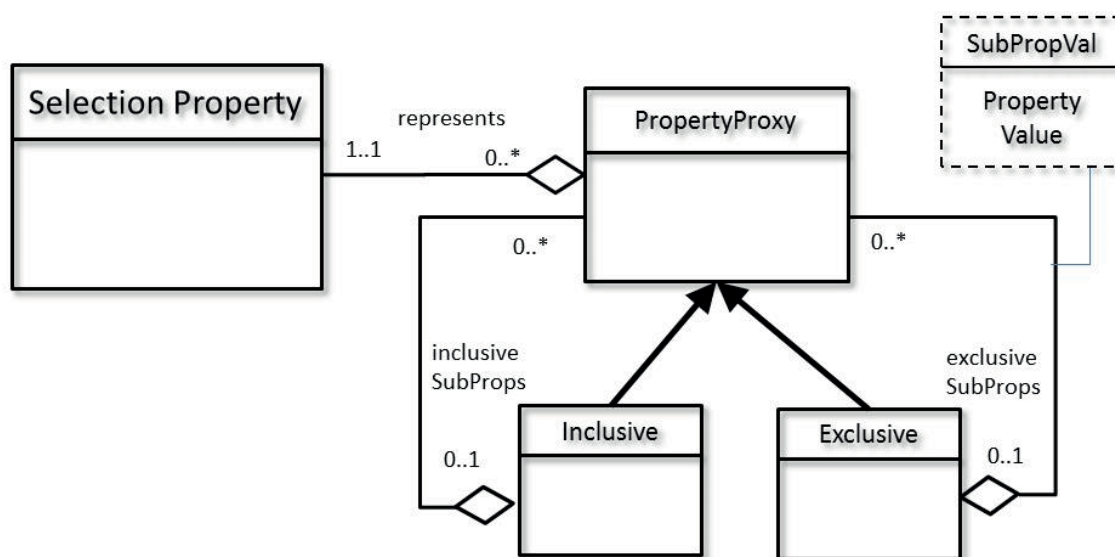 SubPropVal
Property
Value
Selection Property
represents
1..1
0..*
PropertyProxy
0..*
0..*
inclusive
SubProps
exclusive
SubProps
Inclusive
Exclusive
0..1
0..1